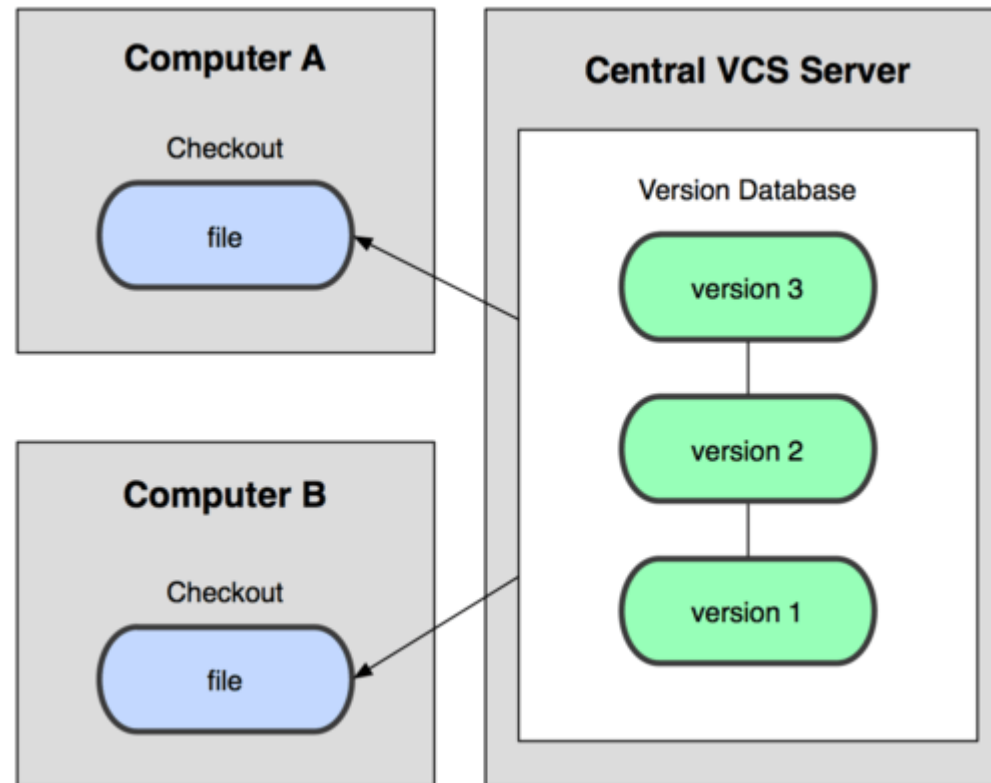 Computer A
Checkout
file
Computer B
Checkout
file
Central VCS Server
Version Database
version 3
version 2
version 1